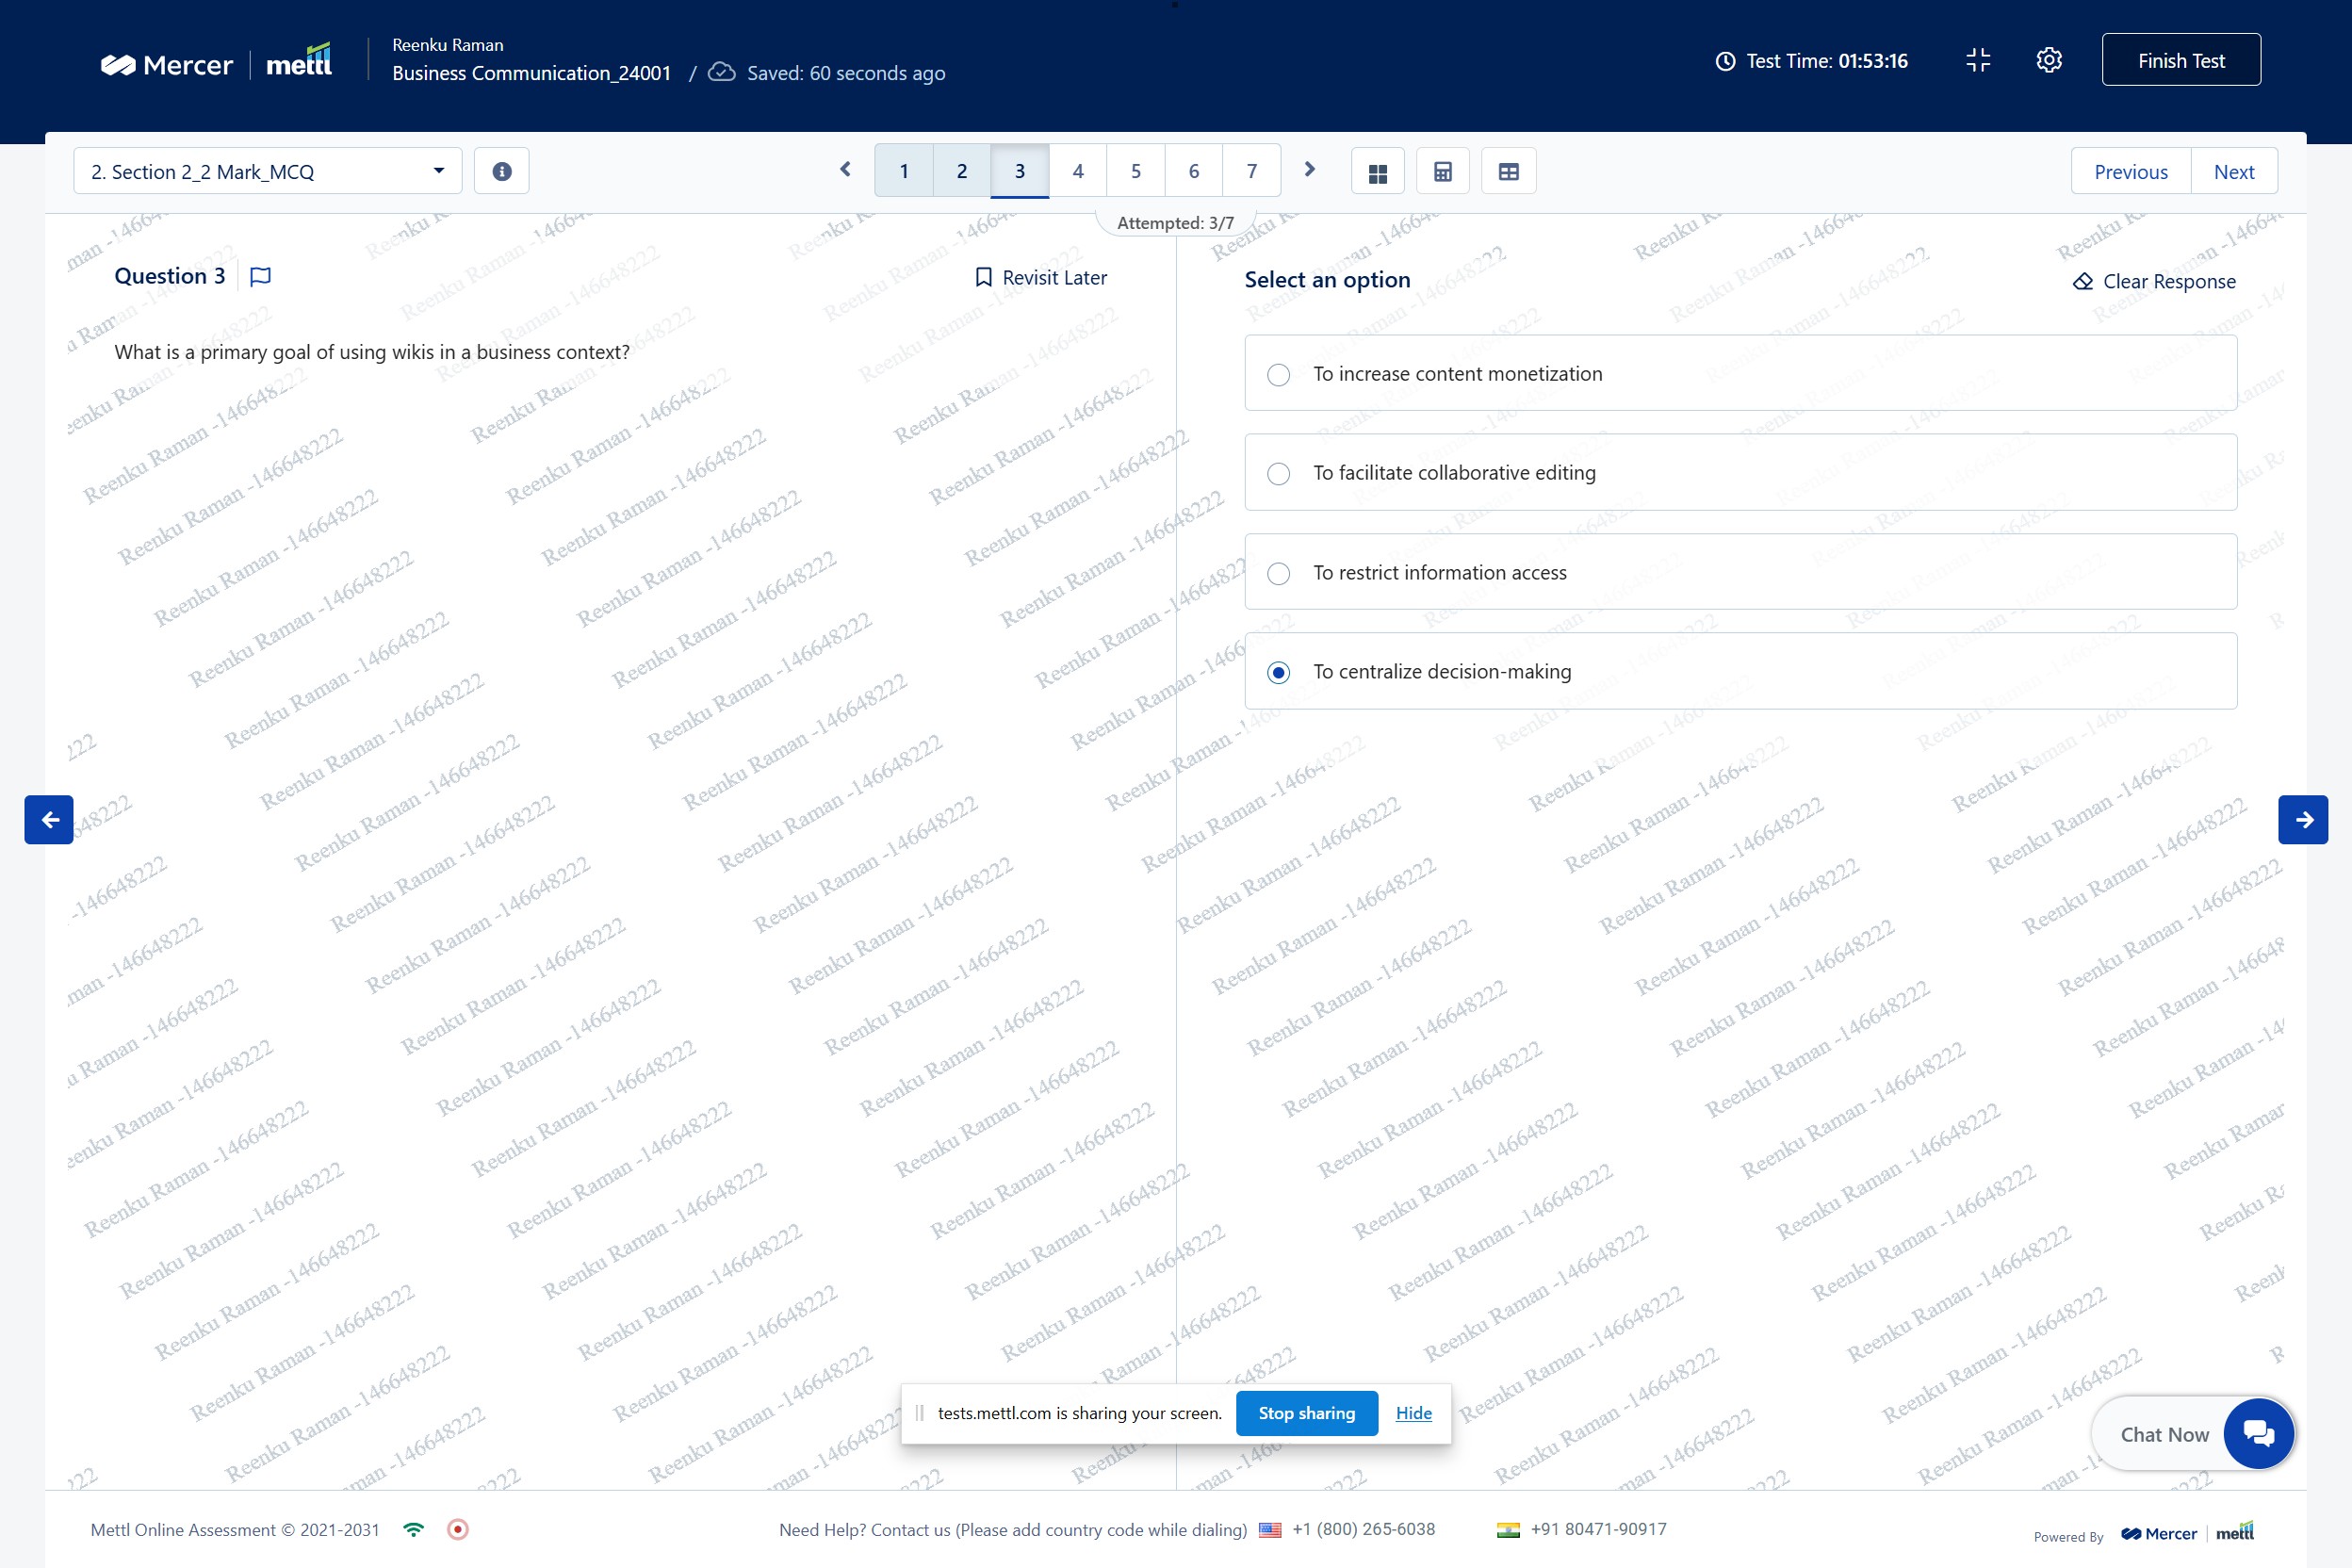 Mercer mettl
Reenku Raman
Business Communication_24001 / Saved: 60 seconds ago
Test Time: 01:53:16
Finish Test
2. Section 2_2 Mark_MCQ
1 2 3 4 5 6 7
Previous Next
Attempted: 3/7
Question 3
Revisit Later
What is a primary goal of using wikis in a business context?
Select an option
Clear Response
To increase content monetization
To facilitate collaborative editing
To restrict information access
To centralize decision-making
Reenku Raman -146648222
tests.mettl.com is sharing your screen. Stop sharing Hide
Chat Now
Mettl Online Assessment © 2021-2031
Need Help? Contact us (Please add country code while dialing) +1 (800) 265-6038 +91 80471-90917
Powered By Mercer mettl